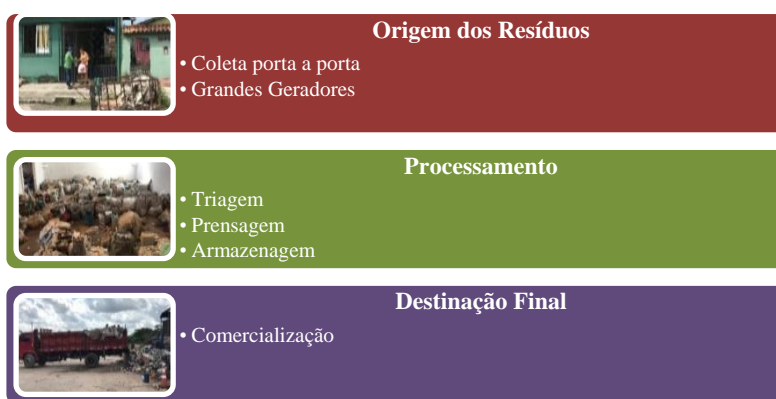 Origem dos Resíduos
• Coleta porta a porta
• Grandes Geradores
Processamento
• Triagem
• Prensagem
• Armazenagem
Destinação Final
• Comercialização